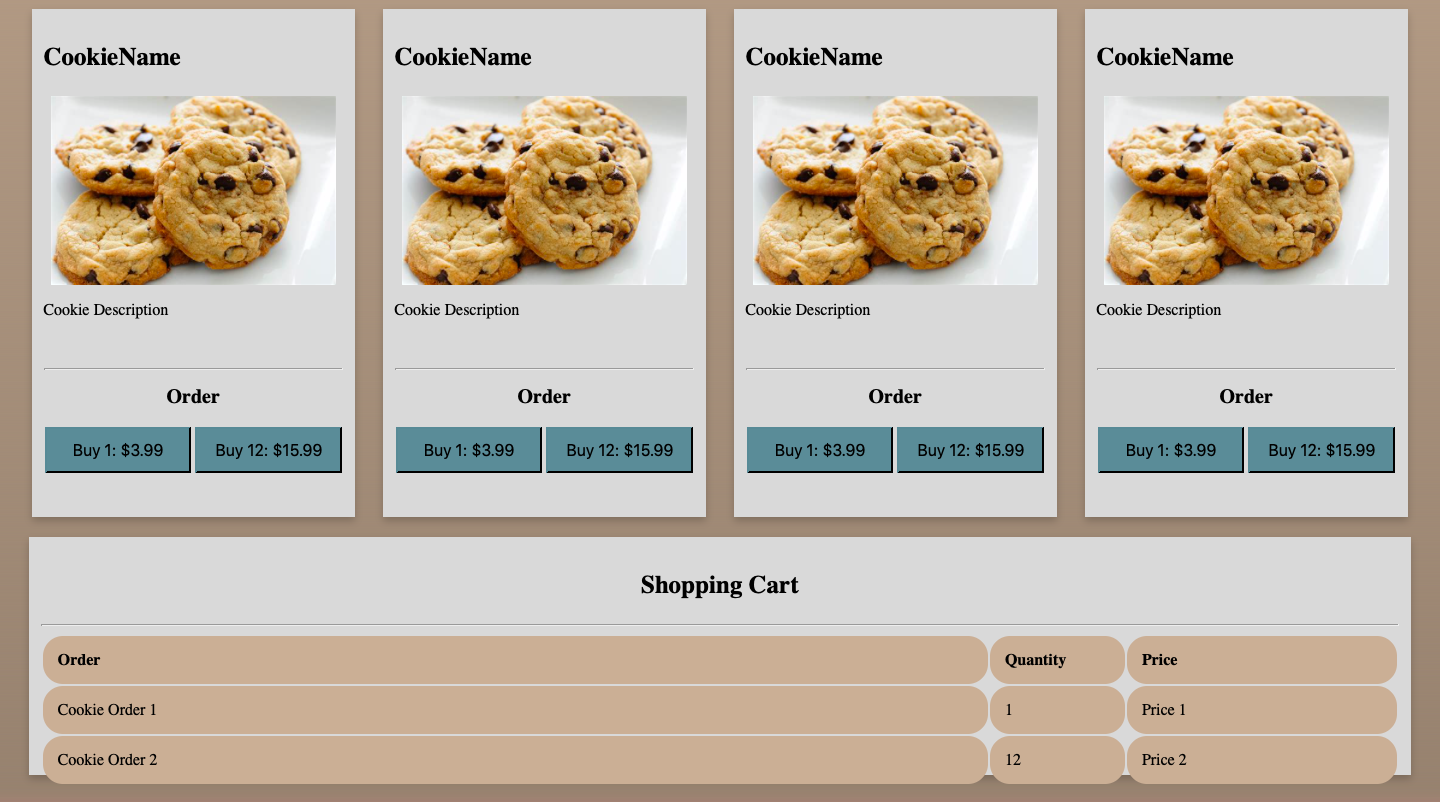 CookieName CookieName CookieName CookieName
Cookie Description Cookie Description Cookie Description Cookie Description
Order Order Order Order
Buy 1: $3.99 Buy 12: $15.99 Buy 1: $3.99 Buy 12: $15.99 Buy 1: $3.99 Buy 12: $15.99 Buy 1: $3.99 Buy 12: $15.99
Shopping Cart
Order Quantity Price
Cookie Order 1 1 Price 1
Cookie Order 2 12 Price 2